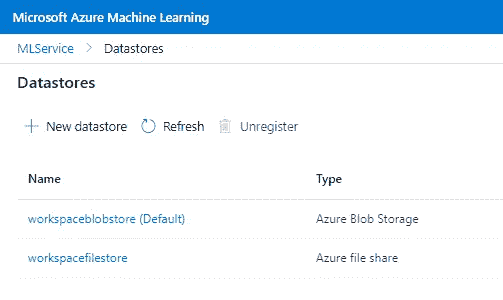 Microsoft Azure Machine Learning
MLService > Datastores
Datastores
+ New datastore Refresh Unregister
Name Type
workspaceblobstore (Default) Azure Blob Storage
workspacefilestore Azure file share